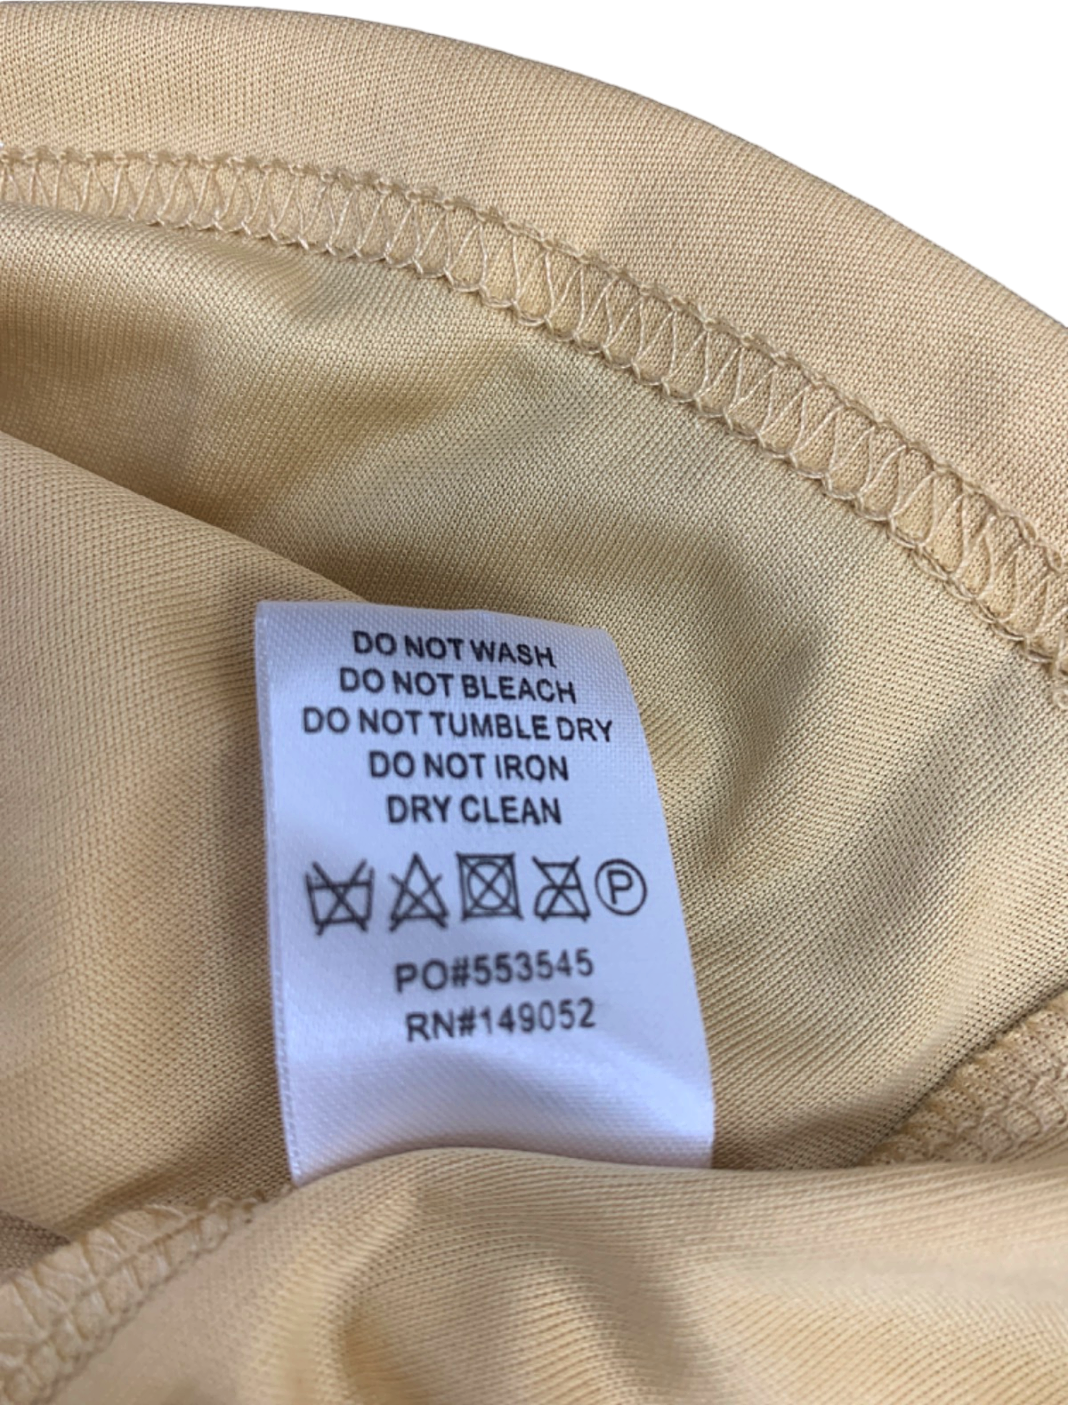 DO NOT WASH
DO NOT BLEACH
DO NOT TUMBLE DRY
DO NOT IRON
DRY CLEAN
P
PO#553545
RN#149052